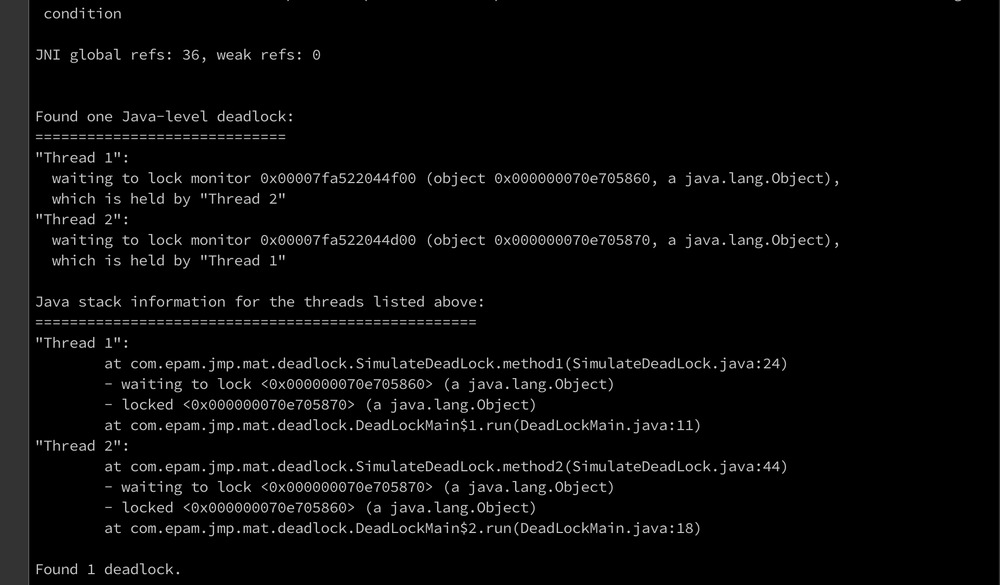 condition
JNI global refs: 36, weak refs: 0
Found one Java-level deadlock:
=============================
"Thread 1":
waiting to lock monitor 0x00007fa522044f00 (object 0x000000070e705860, a java.lang.Object),
which is held by "Thread 2"
"Thread 2":
waiting to lock monitor 0x00007fa522044d00 (object 0x000000070e705870, a java.lang.Object),
which is held by "Thread 1"
Java stack information for the threads listed above:
===================================================
"Thread 1":
at com.epam.jmp.mat.deadlock.SimulateDeadLock.method1(SimulateDeadLock.java:24)
- waiting to lock <0x000000070e705860> (a java.lang.Object)
- locked <0x000000070e705870> (a java.lang.Object)
at com.epam.jmp.mat.deadlock.DeadLockMain$1.run(DeadLockMain.java:11)
"Thread 2":
at com.epam.jmp.mat.deadlock.SimulateDeadLock.method2(SimulateDeadLock.java:44)
- waiting to lock <0x000000070e705870> (a java.lang.Object)
- locked <0x000000070e705860> (a java.lang.Object)
at com.epam.jmp.mat.deadlock.DeadLockMain$2.run(DeadLockMain.java:18)
Found 1 deadlock.